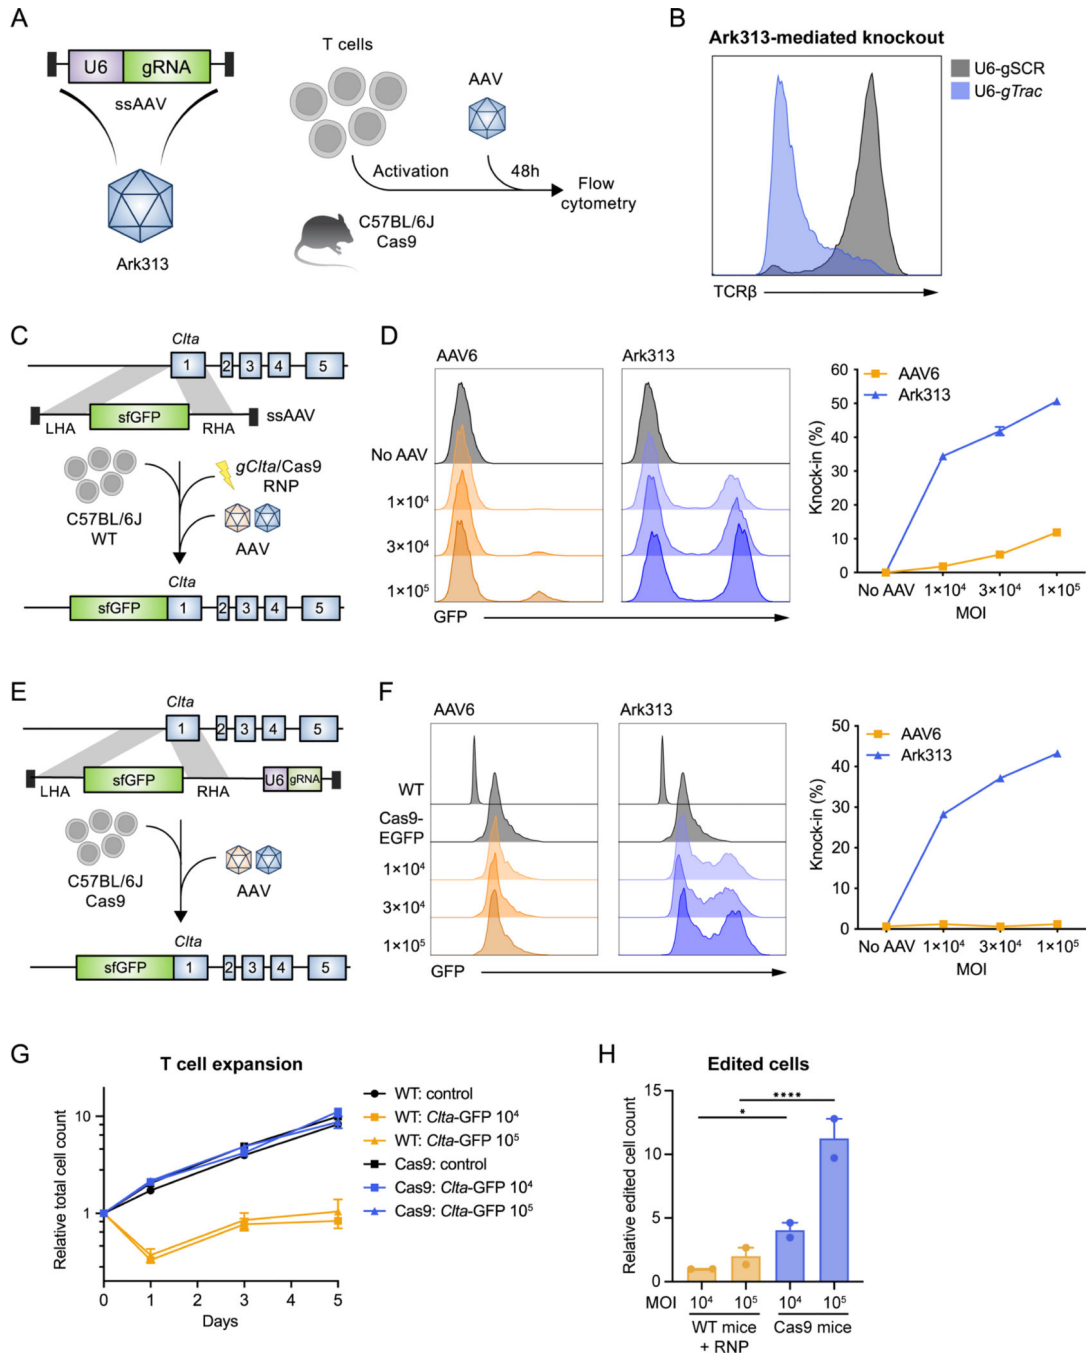 A
U6
gRNA
ssAAV
Ark313
T cells
AAV
Activation
48h
Flow
cytometry
C57BL/6J
Cas9
B
Ark313-mediated knockout
U6-gSCR
U6-gTrac
TCRβ
C
Clta
1
2
3
4
5
sfGFP
ssAAV
LHA
RHA
gClta/Cas9
RNP
C57BL/6J
WT
AAV
Clta
sfGFP
1
2
3
4
5
D
AAV6
Ark313
No AAV
1×10⁴
3×10⁴
1×10⁵
GFP
AAV6
Ark313
Knock-in (%)
60
50
40
30
20
10
0
No AAV 1×10⁴ 3×10⁴ 1×10⁵
MOI
E
Clta
1
2
3
4
5
sfGFP
U6
gRNA
LHA
RHA
C57BL/6J
Cas9
AAV
Clta
sfGFP
1
2
3
4
5
F
AAV6
Ark313
WT
Cas9-
EGFP
1×10⁴
3×10⁴
1×10⁵
GFP
AAV6
Ark313
Knock-in (%)
50
40
30
20
10
0
No AAV 1×10⁴ 3×10⁴ 1×10⁵
MOI
G
T cell expansion
Relative total cell count
10
1
0 1 2 3 4 5
Days
WT: control
WT: Clta-GFP 10⁴
WT: Clta-GFP 10⁵
Cas9: control
Cas9: Clta-GFP 10⁴
Cas9: Clta-GFP 10⁵
H
Edited cells
Relative edited cell count
15
10
5
0
*
****
MOI 10⁴ 10⁵ 10⁴ 10⁵
WT mice
+ RNP
Cas9 mice